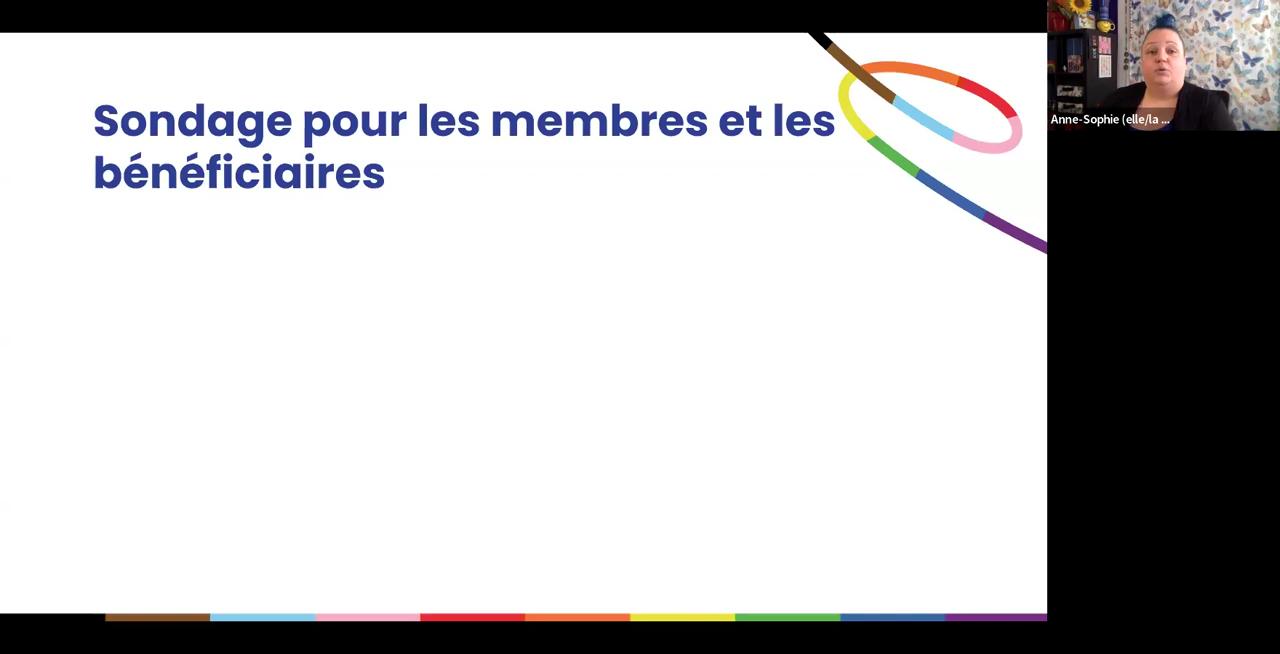 Sondage pour les membres et les
bénéficiaires
Anne-Sophie (elle/la ...